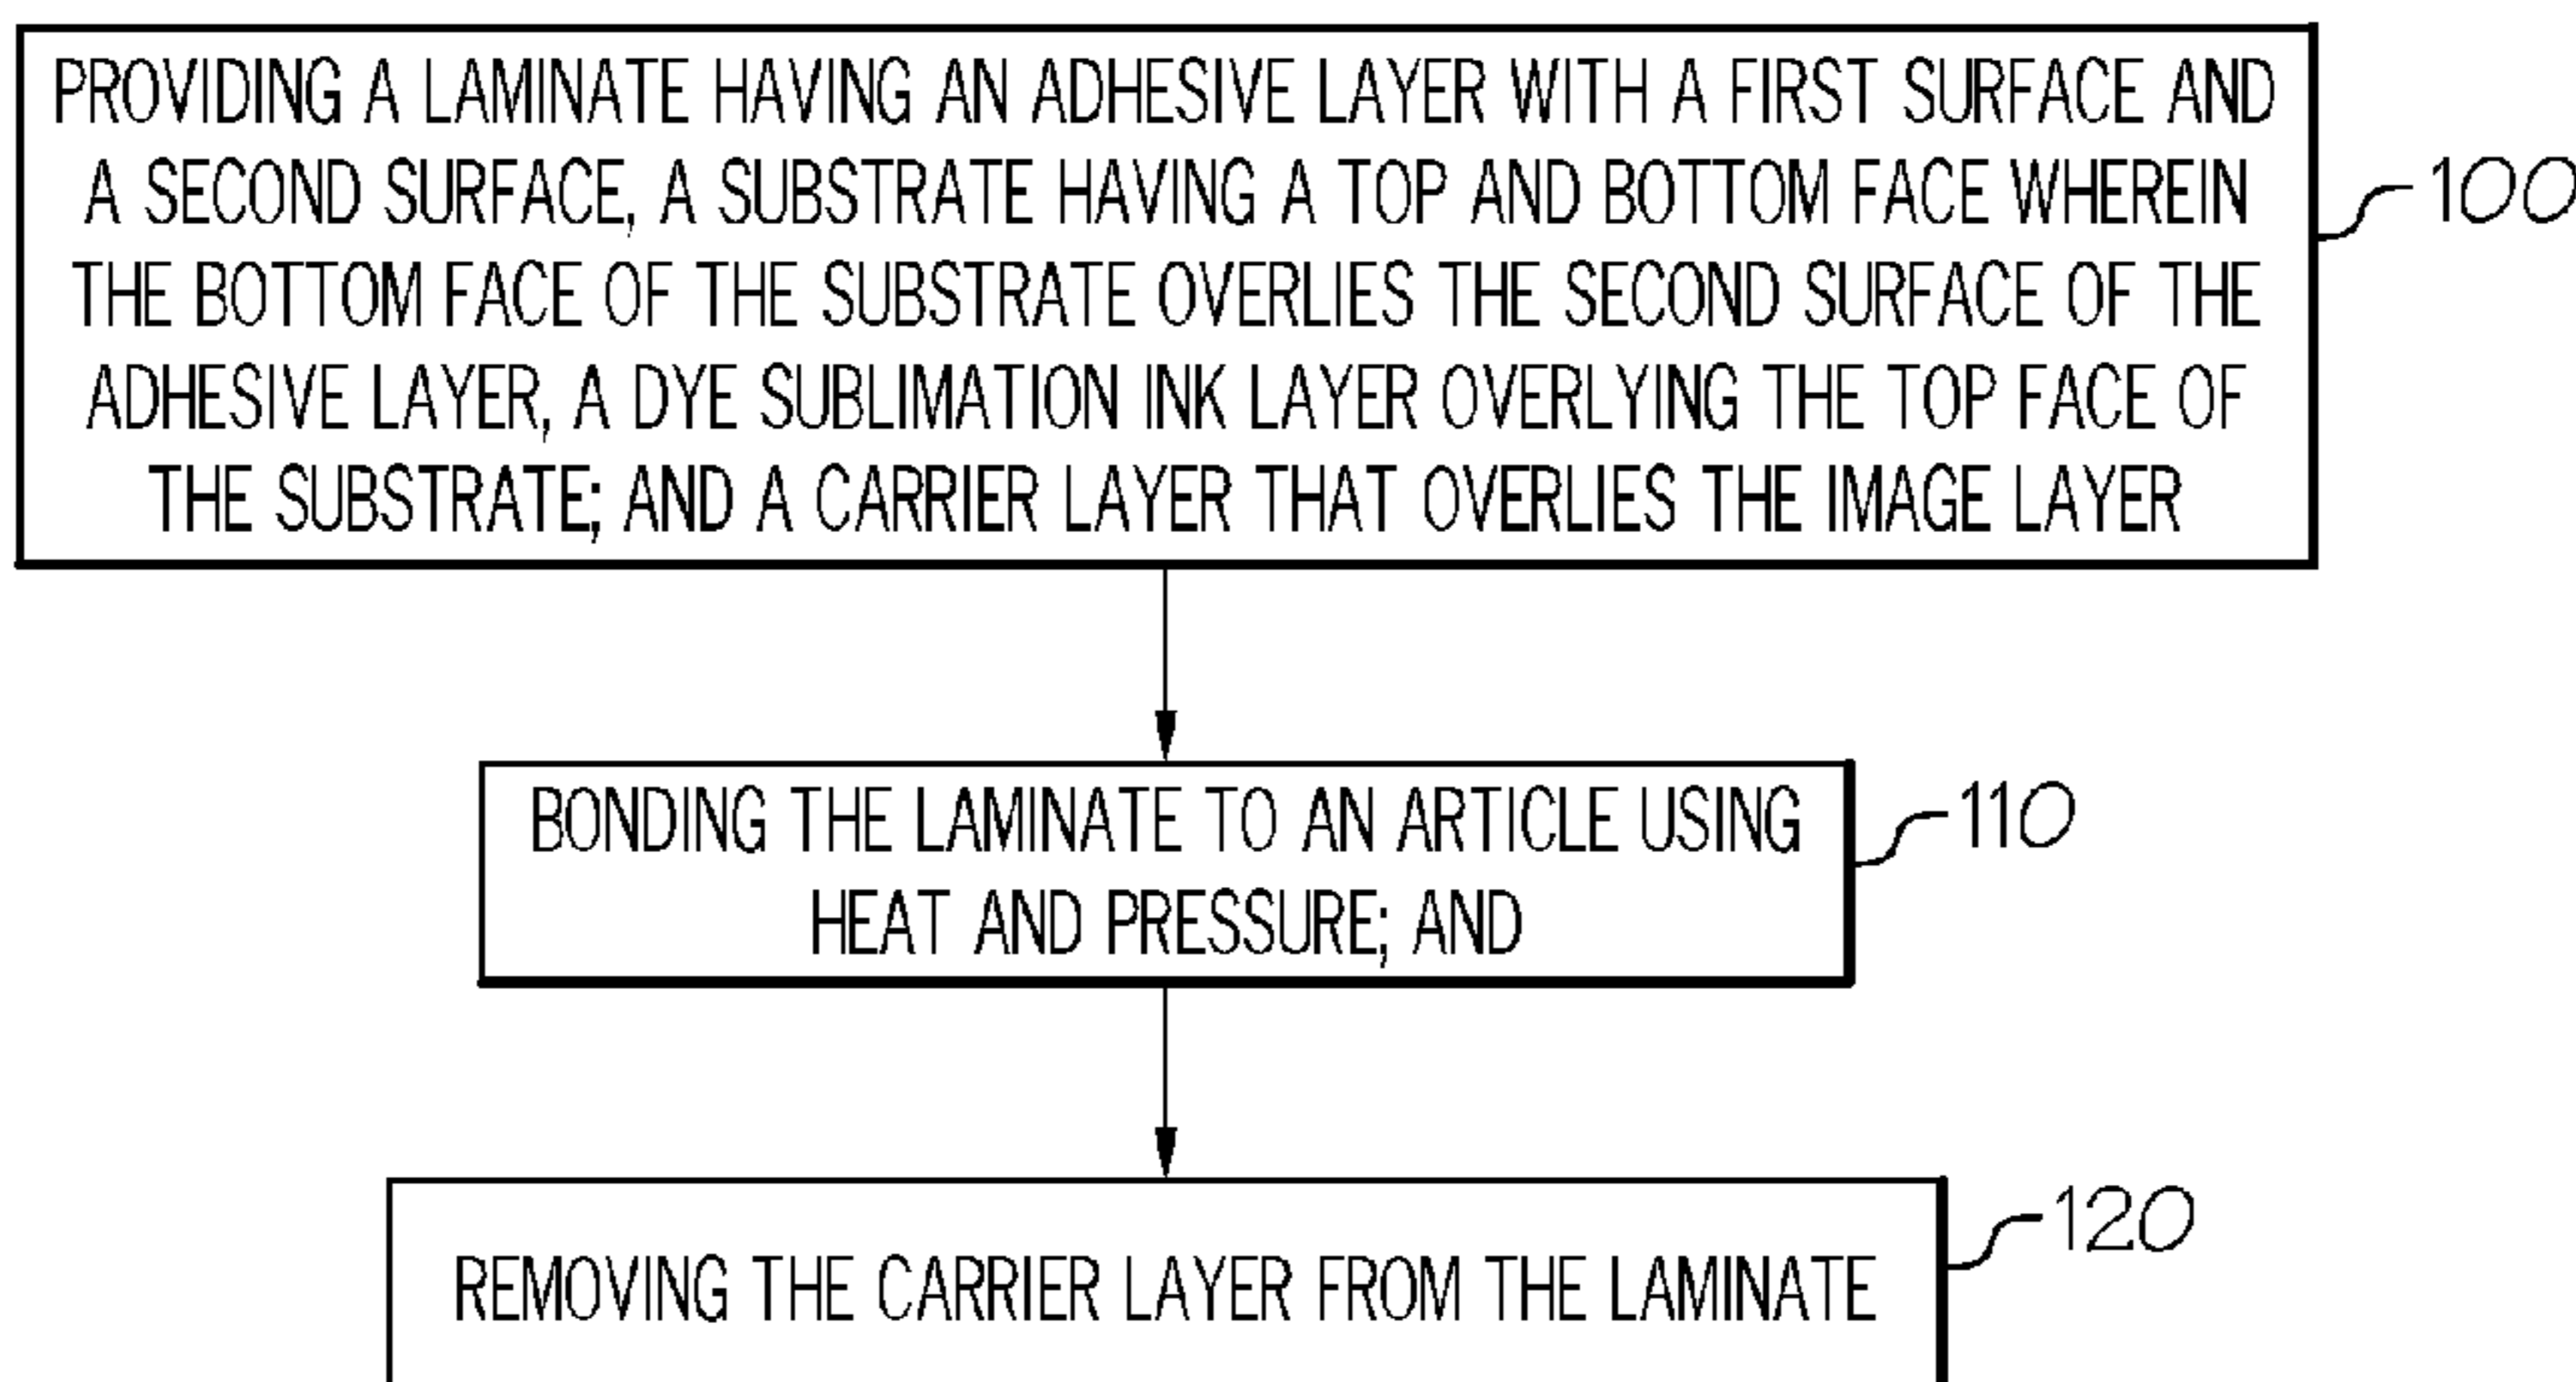 PROVIDING A LAMINATE HAVING AN ADHESIVE LAYER WITH A FIRST SURFACE AND
A SECOND SURFACE, A SUBSTRATE HAVING A TOP AND BOTTOM FACE WHEREIN
THE BOTTOM FACE OF THE SUBSTRATE OVERLIES THE SECOND SURFACE OF THE
ADHESIVE LAYER, A DYE SUBLIMATION INK LAYER OVERLYING THE TOP FACE OF
THE SUBSTRATE; AND A CARRIER LAYER THAT OVERLIES THE IMAGE LAYER
100
BONDING THE LAMINATE TO AN ARTICLE USING
HEAT AND PRESSURE; AND
110
REMOVING THE CARRIER LAYER FROM THE LAMINATE
120